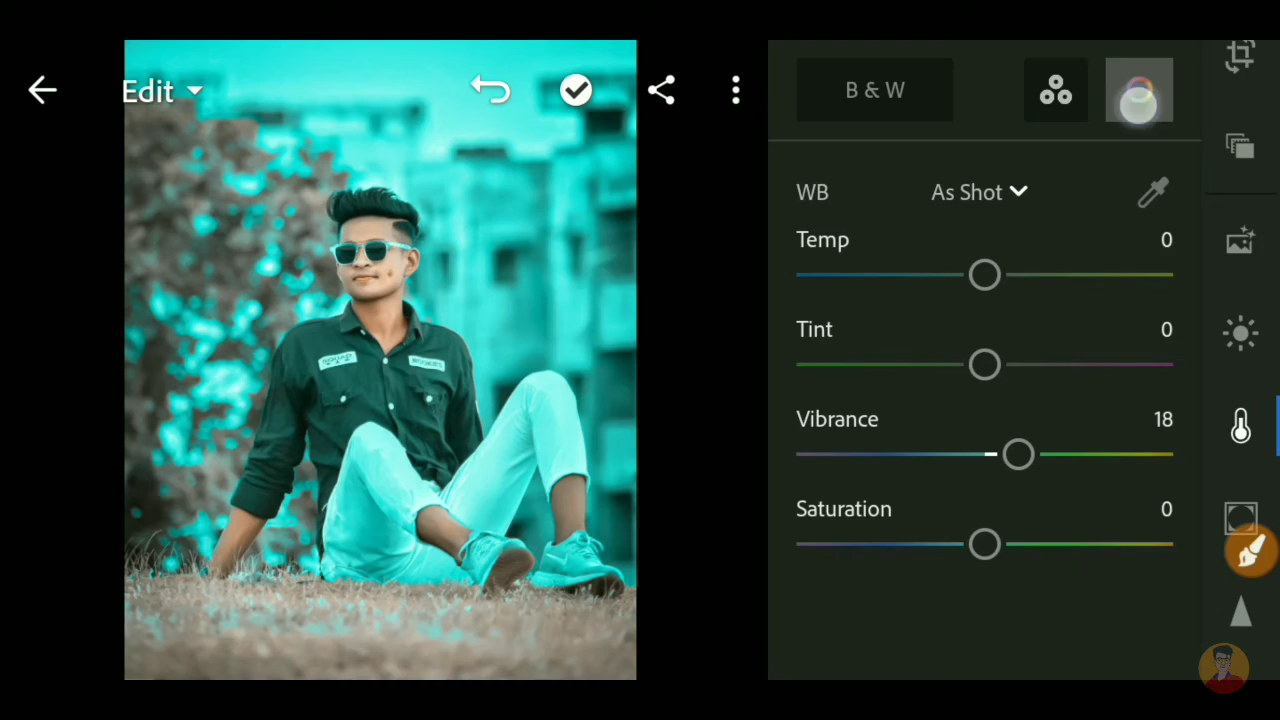 Edit
B & W
WB
As Shot
Temp
0
Tint
0
Vibrance
18
Saturation
0